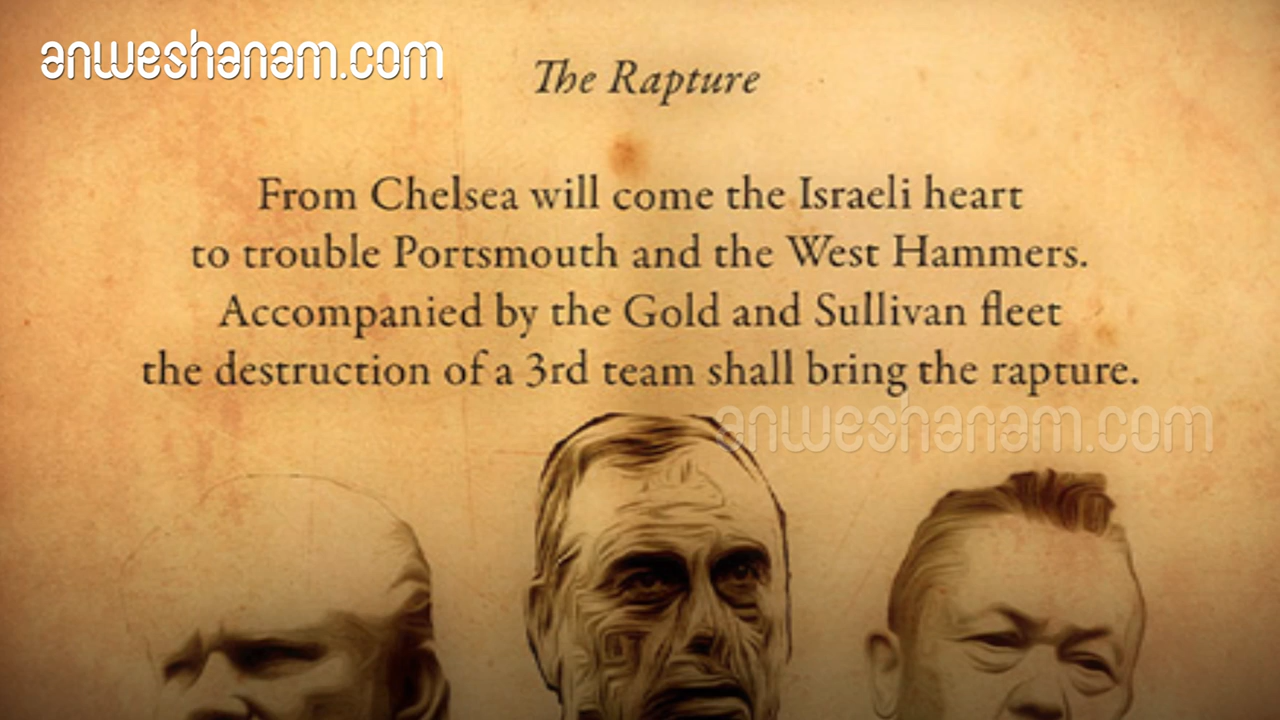 anweshanam.com
The Rapture
From Chelsea will come the Israeli heart
to trouble Portsmouth and the West Hammers.
Accompanied by the Gold and Sullivan fleet
the destruction of a 3rd team shall bring the rapture.
anweshanam.com